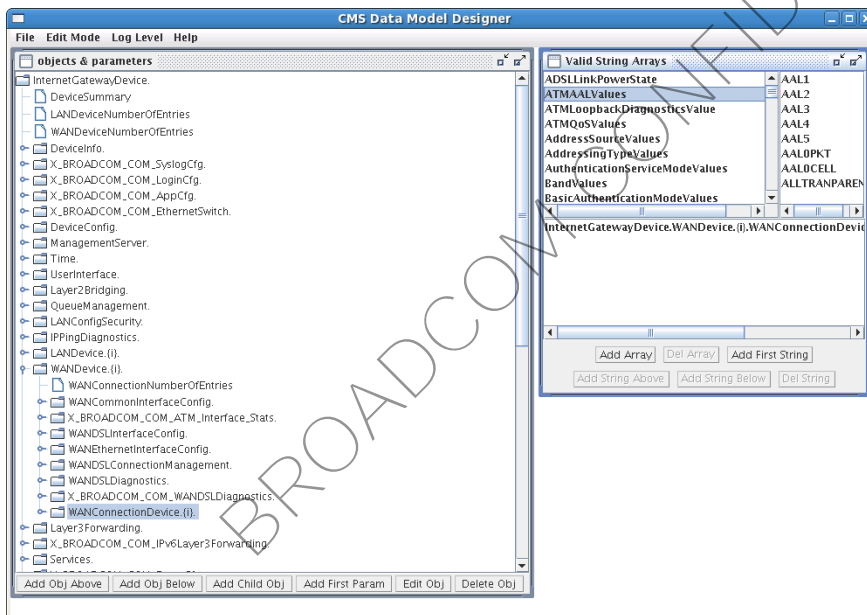 CMS Data Model Designer
File Edit Mode Log Level Help
objects & parameters
InternetGatewayDevice.
DeviceSummary
LANDeviceNumberOfEntries
WANDeviceNumberOfEntries
DeviceInfo.
X_BROADCOM_COM_SyslogCfg.
X_BROADCOM_COM_LoginCfg.
X_BROADCOM_COM_AppCfg.
X_BROADCOM_COM_EthernetSwitch.
DeviceConfig.
ManagementServer.
Time.
UserInterface.
Layer2Bridging.
QueueManagement.
LANConfigSecurity.
IPPingDiagnostics.
LANDevice.{i}.
WANDevice.{i}.
WANConnectionNumberOfEntries
WANCommonInterfaceConfig.
X_BROADCOM_COM_ATM_Interface_Stats.
WANDSLInterfaceConfig.
WANEthernetInterfaceConfig.
WANDSLConnectionManagement.
WANDSLDiagnostics.
X_BROADCOM_COM_WANDSLDiagnostics.
WANConnectionDevice.{i}.
Layer3Forwarding.
X_BROADCOM_COM_IPv6Layer3Forwarding.
Services.
Add Obj Above Add Obj Below Add Child Obj Add First Param Edit Obj Delete Obj
Valid String Arrays
ADSLLinkPowerState
ATMAALValues
ATMLoopbackDiagnosticsValue
ATMQoSValues
AddressSourceValues
AddressingTypeValues
AuthenticationServiceModeValues
BandValues
BasicAuthenticationModeValues
AAL1
AAL2
AAL3
AAL4
AAL5
AAL0PKT
AAL0CELL
ALLTRANPAREN
InternetGatewayDevice.WANDevice.{i}.WANConnectionDevic
Add Array Del Array Add First String
Add String Above Add String Below Del String
BROADCOM CONFID